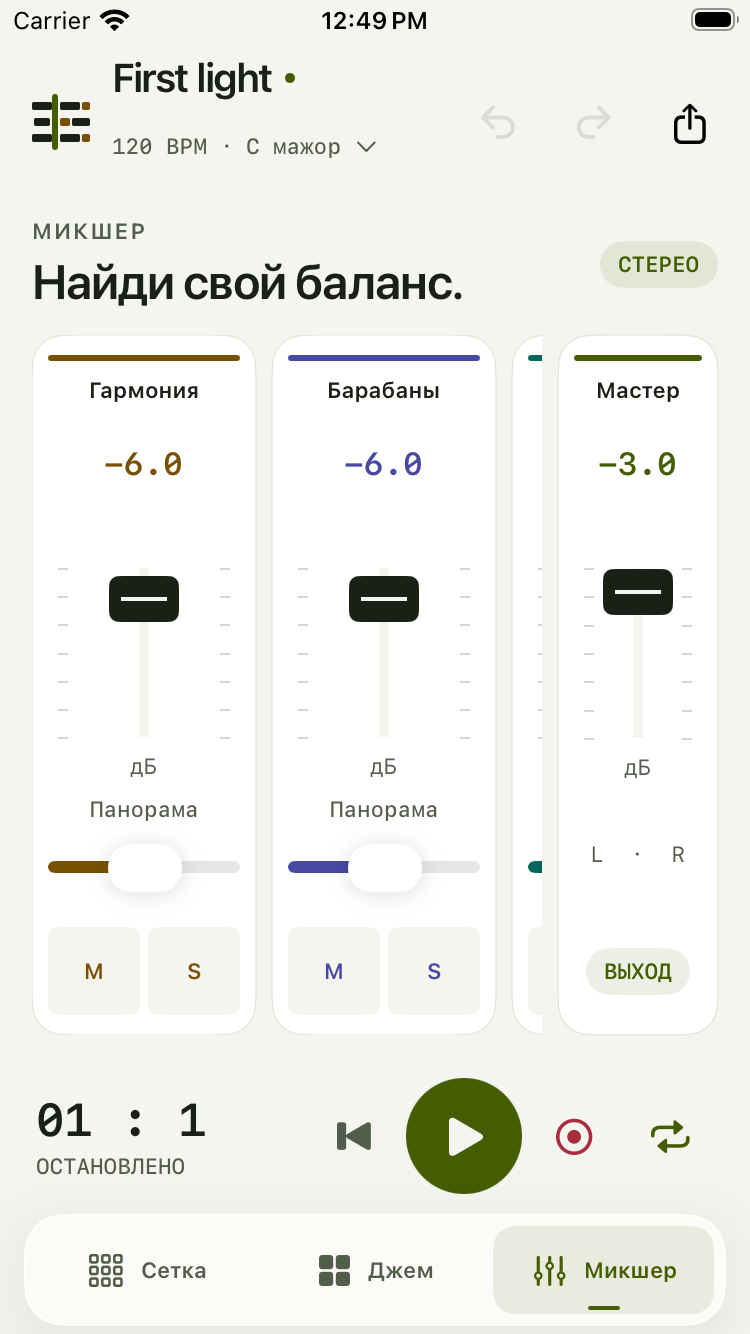 Carrier 12:49 PM
First light
120 BPM · C мажор
МИКШЕР
Найди свой баланс.
СТЕРЕО
Гармония Барабаны Мастер
−6.0 −6.0 −3.0
дБ дБ дБ
Панорама Панорама
L · R
M S M S ВЫХОД
01 : 1
ОСТАНОВЛЕНО
Сетка Джем Микшер